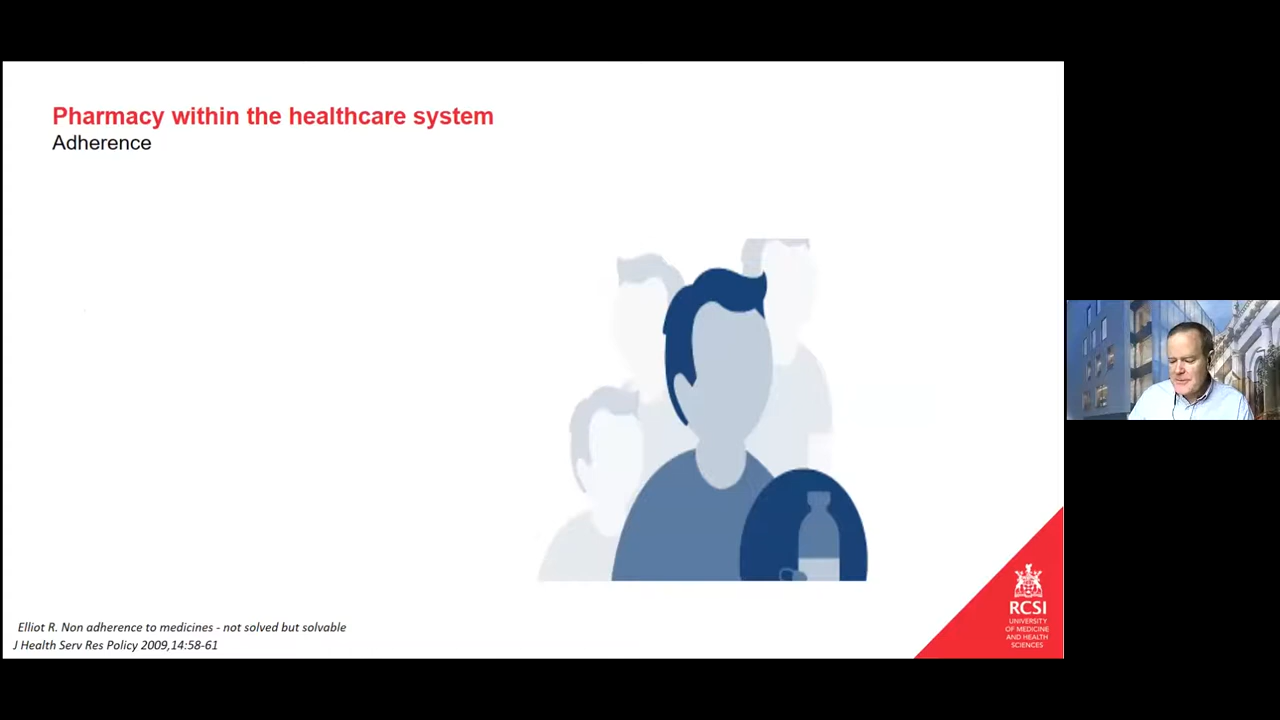 Pharmacy within the healthcare system
Adherence
Elliot R. Non adherence to medicines - not solved but solvable
J Health Serv Res Policy 2009,14:58-61
RCSI
UNIVERSITY
OF MEDICINE
AND HEALTH
SCIENCES